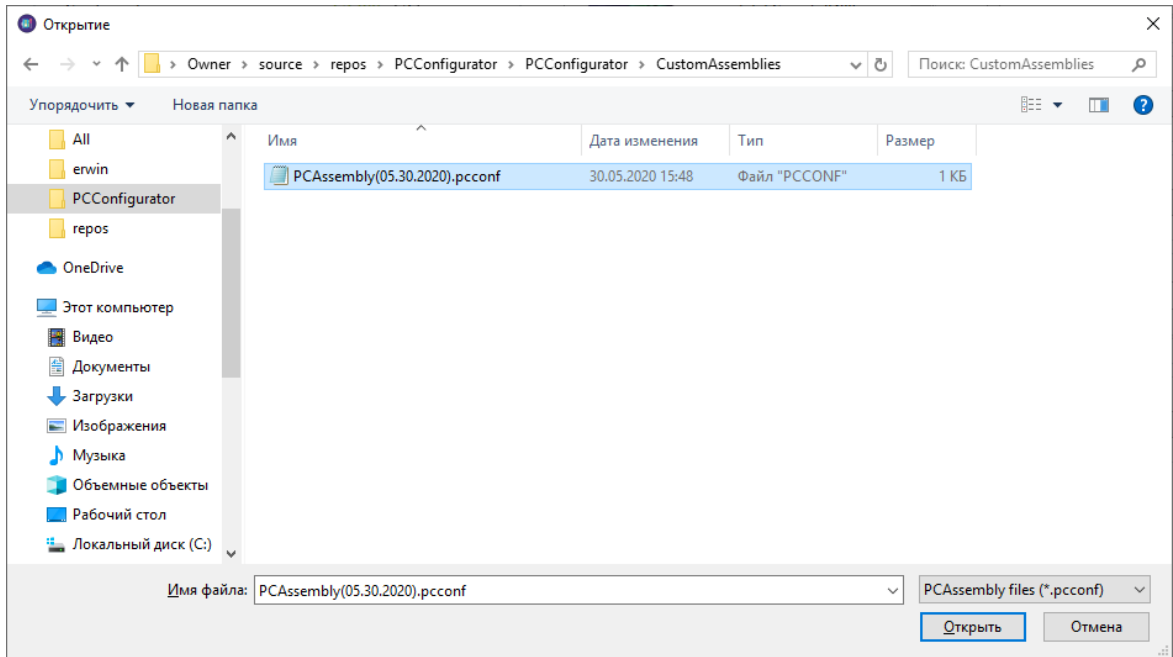 Открытие
Owner › source › repos › PCConfigurator › PCConfigurator › CustomAssemblies
Поиск: CustomAssemblies
Упорядочить
Новая папка
All
erwin
PCConfigurator
repos
OneDrive
Этот компьютер
Видео
Документы
Загрузки
Изображения
Музыка
Объемные объекты
Рабочий стол
Локальный диск (C:)
Имя Дата изменения Тип Размер
PCAssembly(05.30.2020).pcconf 30.05.2020 15:48 Файл "PCCONF" 1 КБ
Имя файла: PCAssembly(05.30.2020).pcconf
PCAssembly files (*.pcconf)
Открыть Отмена